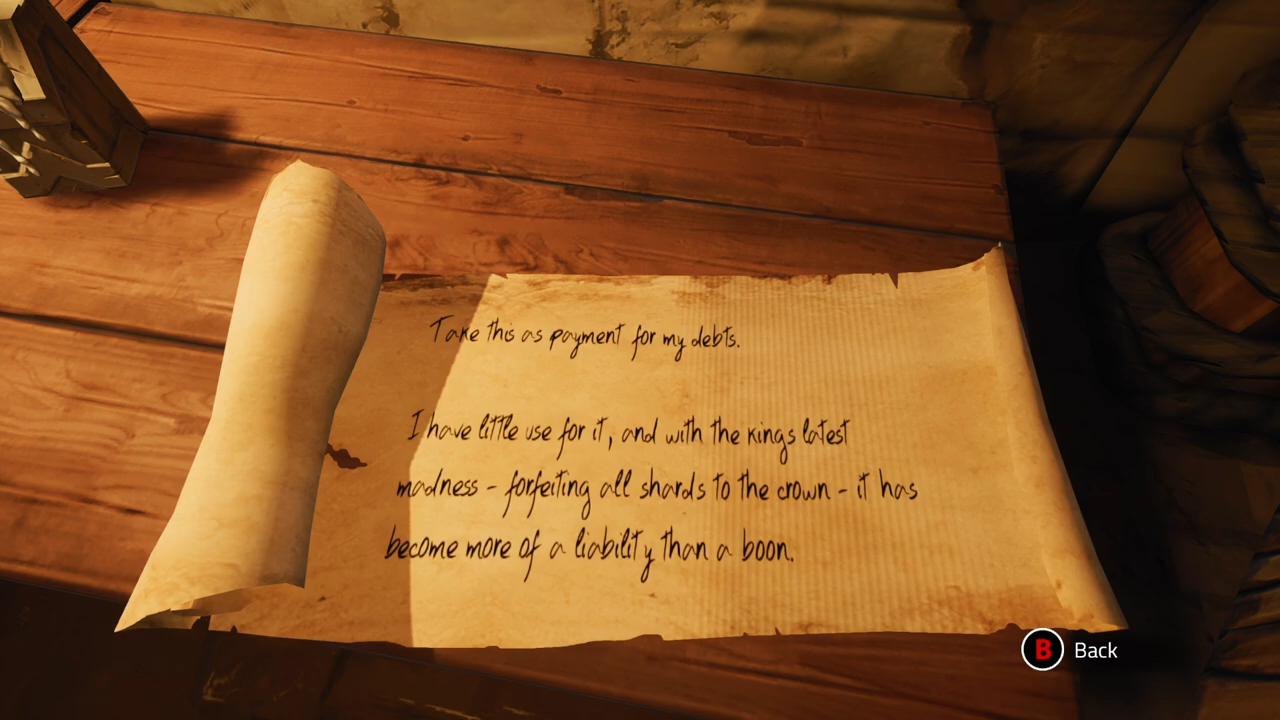 Take this as payment for my debts.
I have little use for it, and with the kings latest
madness - forfeiting all shards to the crown - it has
become more of a liability than a boon.
B Back